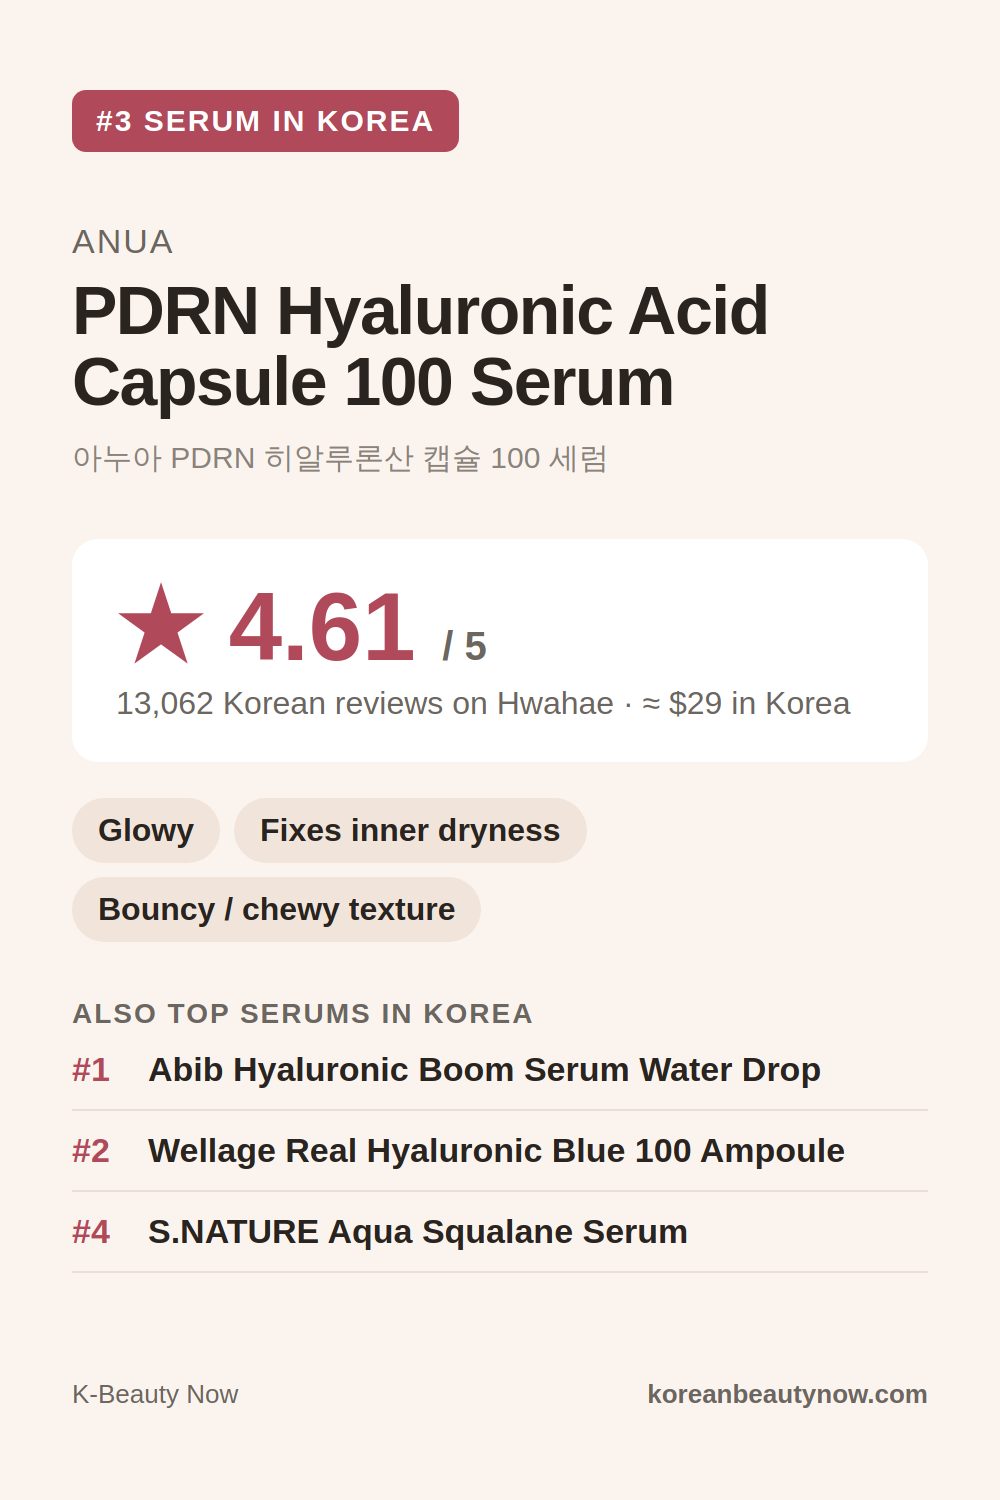 #3 SERUM IN KOREA
ANUA
PDRN Hyaluronic Acid
Capsule 100 Serum
아누아 PDRN 히알루론산 캡슐 100 세럼
★ 4.61 / 5
13,062 Korean reviews on Hwahae · ≈ $29 in Korea
Glowy
Fixes inner dryness
Bouncy / chewy texture
ALSO TOP SERUMS IN KOREA
#1 Abib Hyaluronic Boom Serum Water Drop
#2 Wellage Real Hyaluronic Blue 100 Ampoule
#4 S.NATURE Aqua Squalane Serum
K-Beauty Now
koreanbeautynow.com